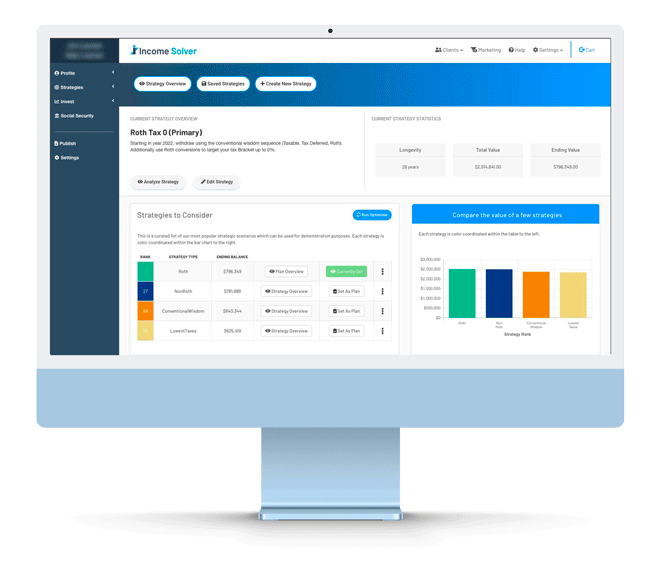 Income Solver
Clients
Marketing
Help
Settings
Cart
Profile
Strategies
Invest
Social Security
Publish
Settings
Strategy Overview
Saved Strategies
Create New Strategy
CURRENT STRATEGY OVERVIEW
Roth Tax 0 (Primary)
Starting in year 2022, withdraw using the conventional wisdom sequence (Taxable, Tax Deferred, Roth).
Additionally use Roth conversions to target your tax Bracket up to 0%.
Analyze Strategy
Edit Strategy
CURRENT STRATEGY STATISTICS
Longevity
Total Value
Ending Value
28 years
$2,514,641.00
$796,349.00
Strategies to Consider
Run Optimizer
This is a curated list of our most popular strategic scenarios which can be used for demonstration purposes. Each strategy is
color coordinated within the bar chart to the right.
RANK
STRATEGY TYPE
ENDING BALANCE
Roth
$796,349
Plan Overview
Currently Set
27
NonRoth
Strategy Overview
Set As Plan
ConventionalWisdom
$643,344
Strategy Overview
Set As Plan
LowestTaxes
$625,419
Strategy Overview
Set As Plan
Compare the value of a few strategies
Each strategy is color coordinated within the table to the left.
$3,000,000
$2,500,000
$2,000,000
$1,500,000
$1,000,000
$500,000
$0
Roth
Non
Roth
Conventional
Wisdom
Lowest
Taxes
Strategy Rank